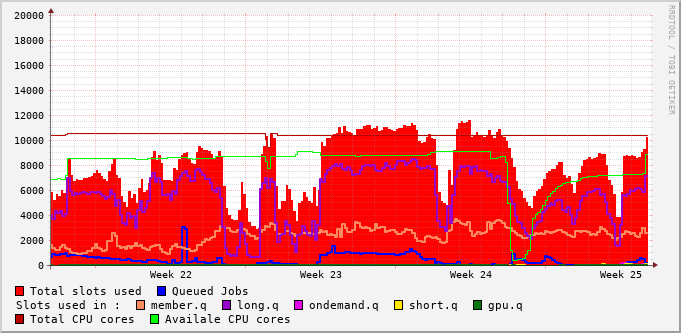 20000
18000
16000
14000
12000
10000
8000
6000
4000
2000
0
Week 22 Week 23 Week 24 Week 25
RRDTOOL / TOBI OETIKER
Total slots used Queued Jobs
Slots used in : member.q long.q ondemand.q short.q gpu.q
Total CPU cores Availale CPU cores